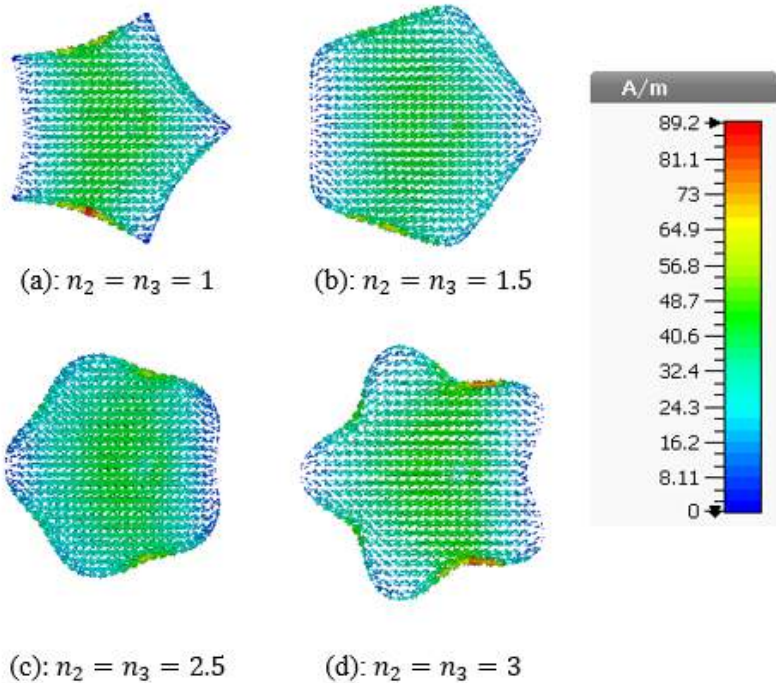 A/m
89.2
81.1
73
64.9
56.8
48.7
40.6
32.4
24.3
16.2
8.11
0
(a): n₂ = n₃ = 1
(b): n₂ = n₃ = 1.5
(c): n₂ = n₃ = 2.5
(d): n₂ = n₃ = 3